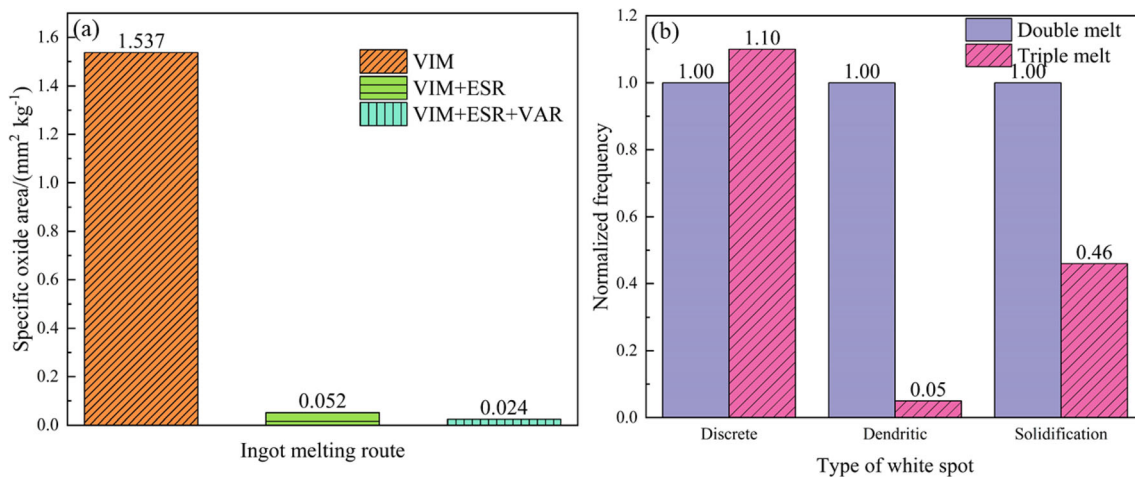 (a)
Specific oxide area/(mm² kg⁻¹)
1.6
1.4
1.2
1.0
0.8
0.6
0.4
0.2
0.0
1.537
0.052
0.024
VIM
VIM+ESR
VIM+ESR+VAR
Ingot melting route
(b)
Normalized frequency
1.2
1.0
0.8
0.6
0.4
0.2
0.0
Double melt
Triple melt
1.00
1.10
1.00
0.05
1.00
0.46
Discrete
Dendritic
Solidification
Type of white spot